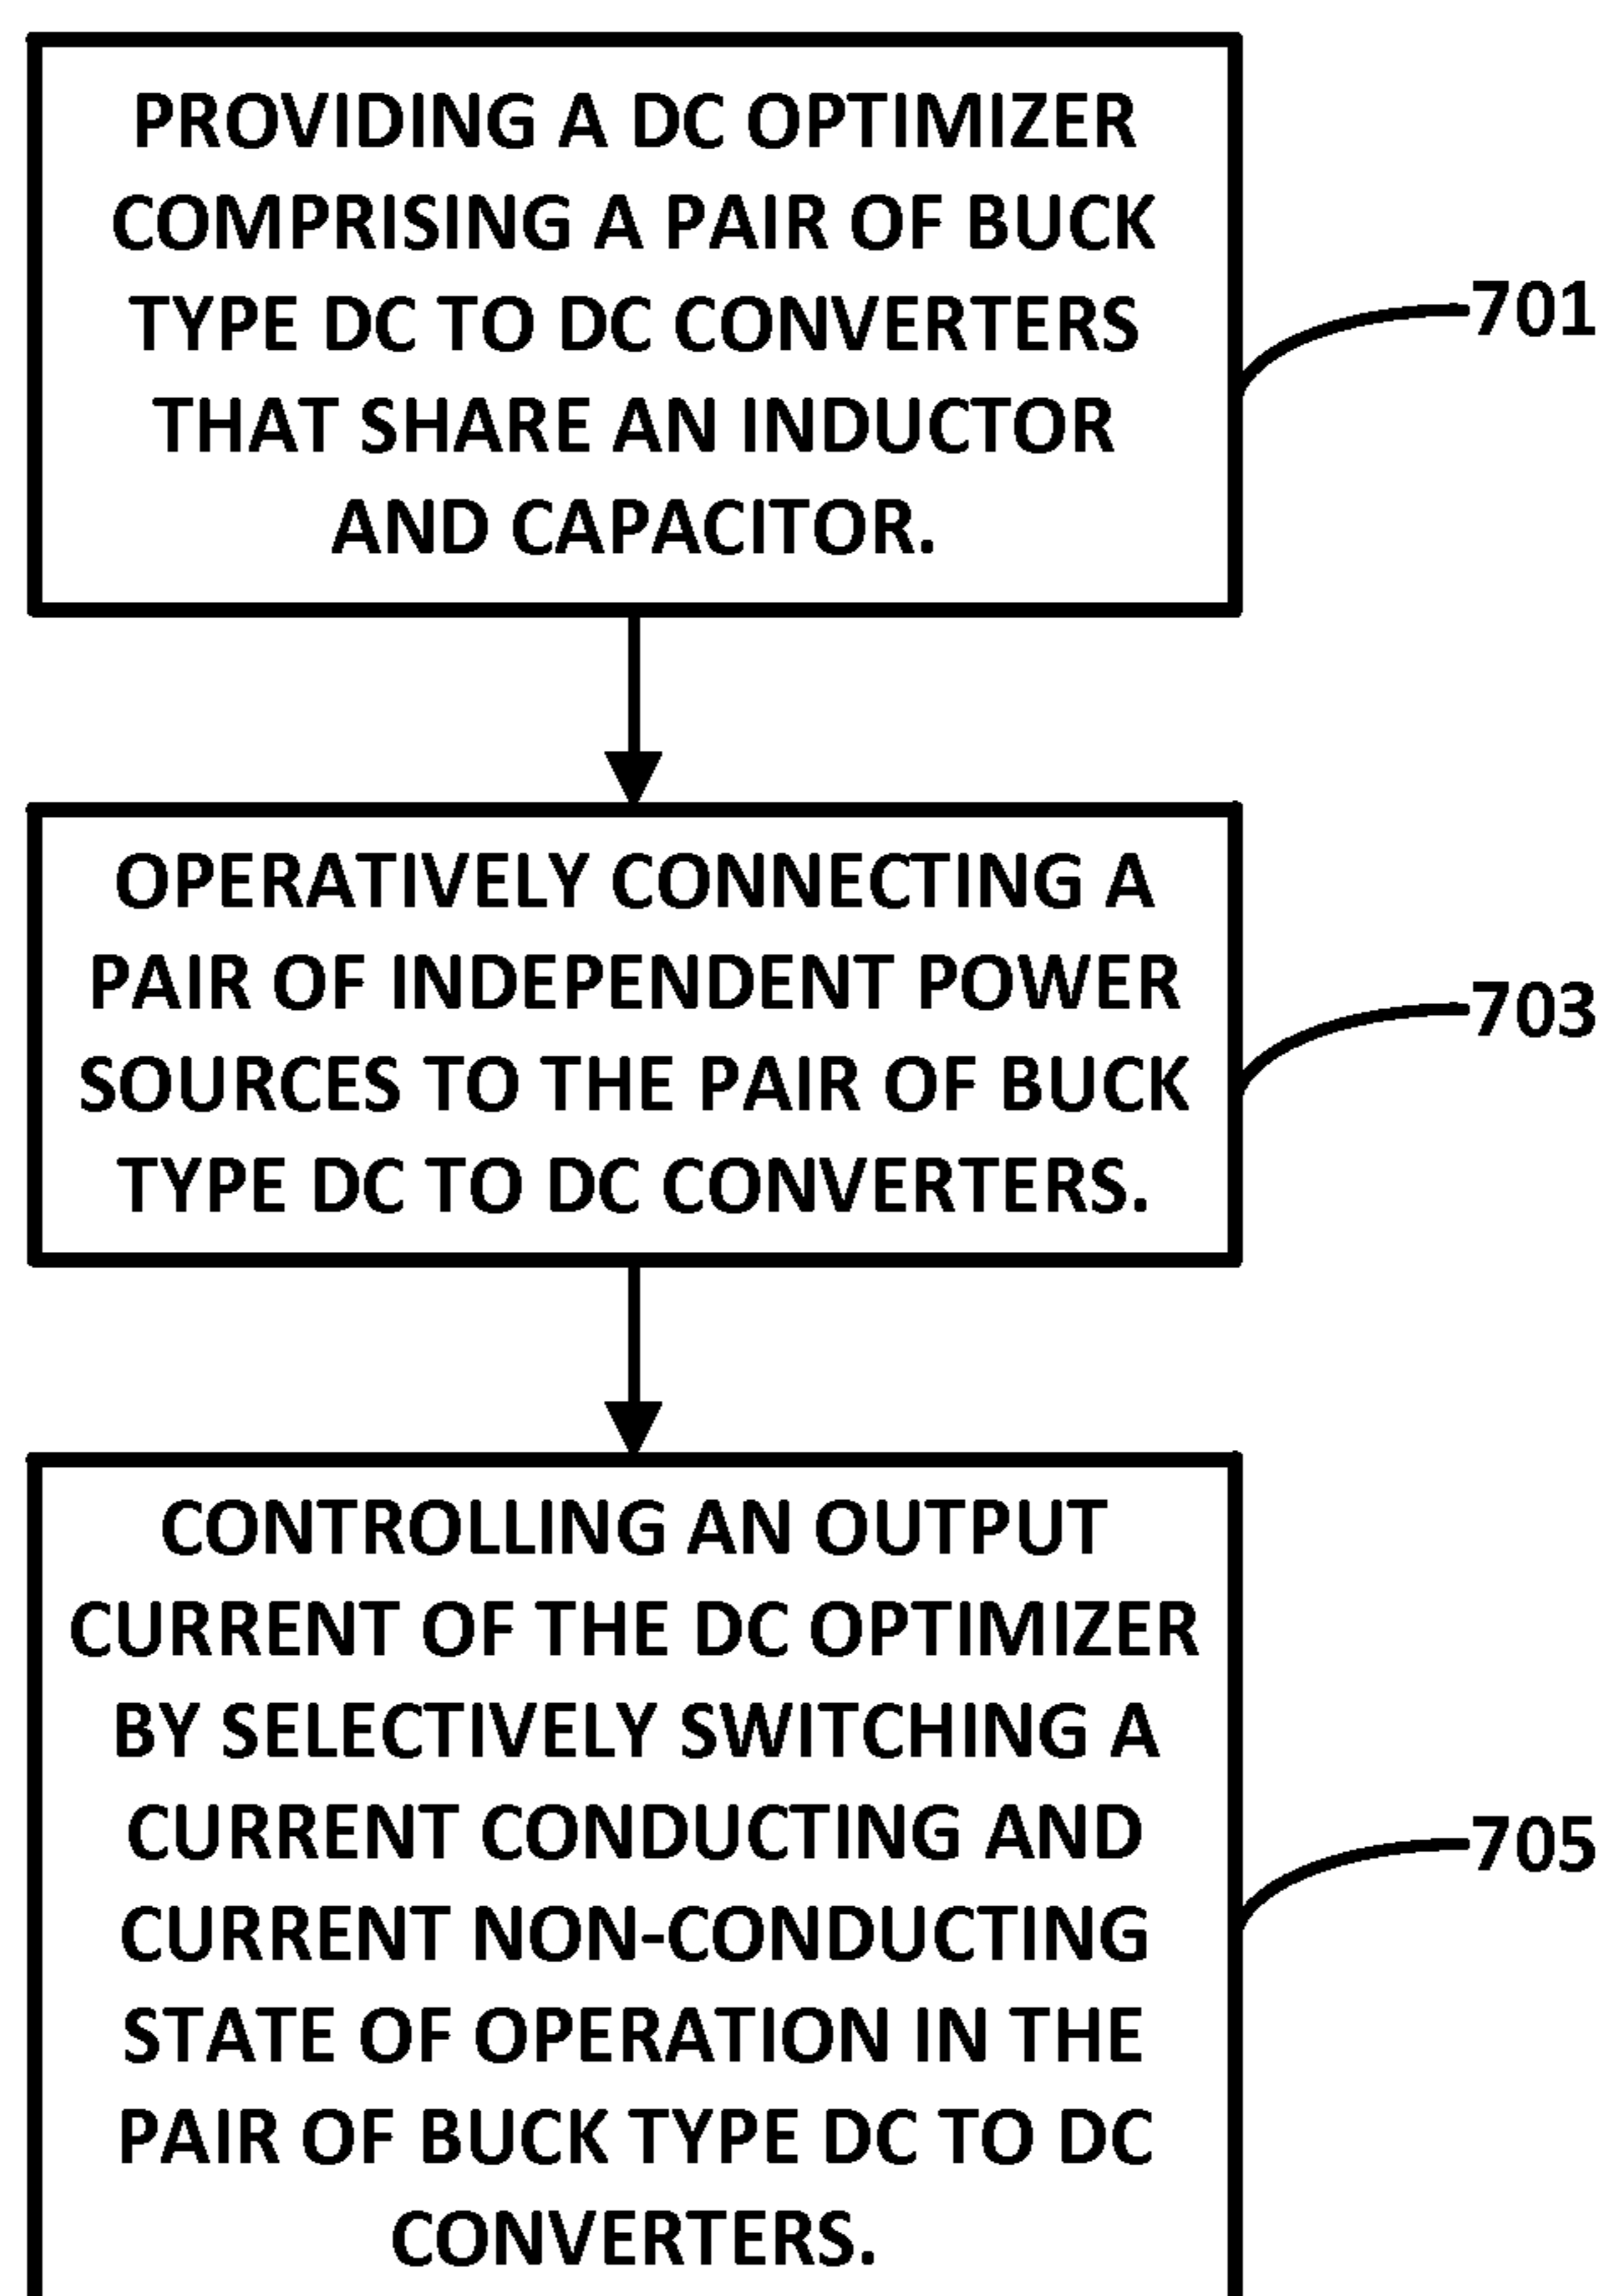 PROVIDING A DC OPTIMIZER
COMPRISING A PAIR OF BUCK
TYPE DC TO DC CONVERTERS
THAT SHARE AN INDUCTOR
AND CAPACITOR.
701
OPERATIVELY CONNECTING A
PAIR OF INDEPENDENT POWER
SOURCES TO THE PAIR OF BUCK
TYPE DC TO DC CONVERTERS.
703
CONTROLLING AN OUTPUT
CURRENT OF THE DC OPTIMIZER
BY SELECTIVELY SWITCHING A
CURRENT CONDUCTING AND
CURRENT NON-CONDUCTING
STATE OF OPERATION IN THE
PAIR OF BUCK TYPE DC TO DC
CONVERTERS.
705